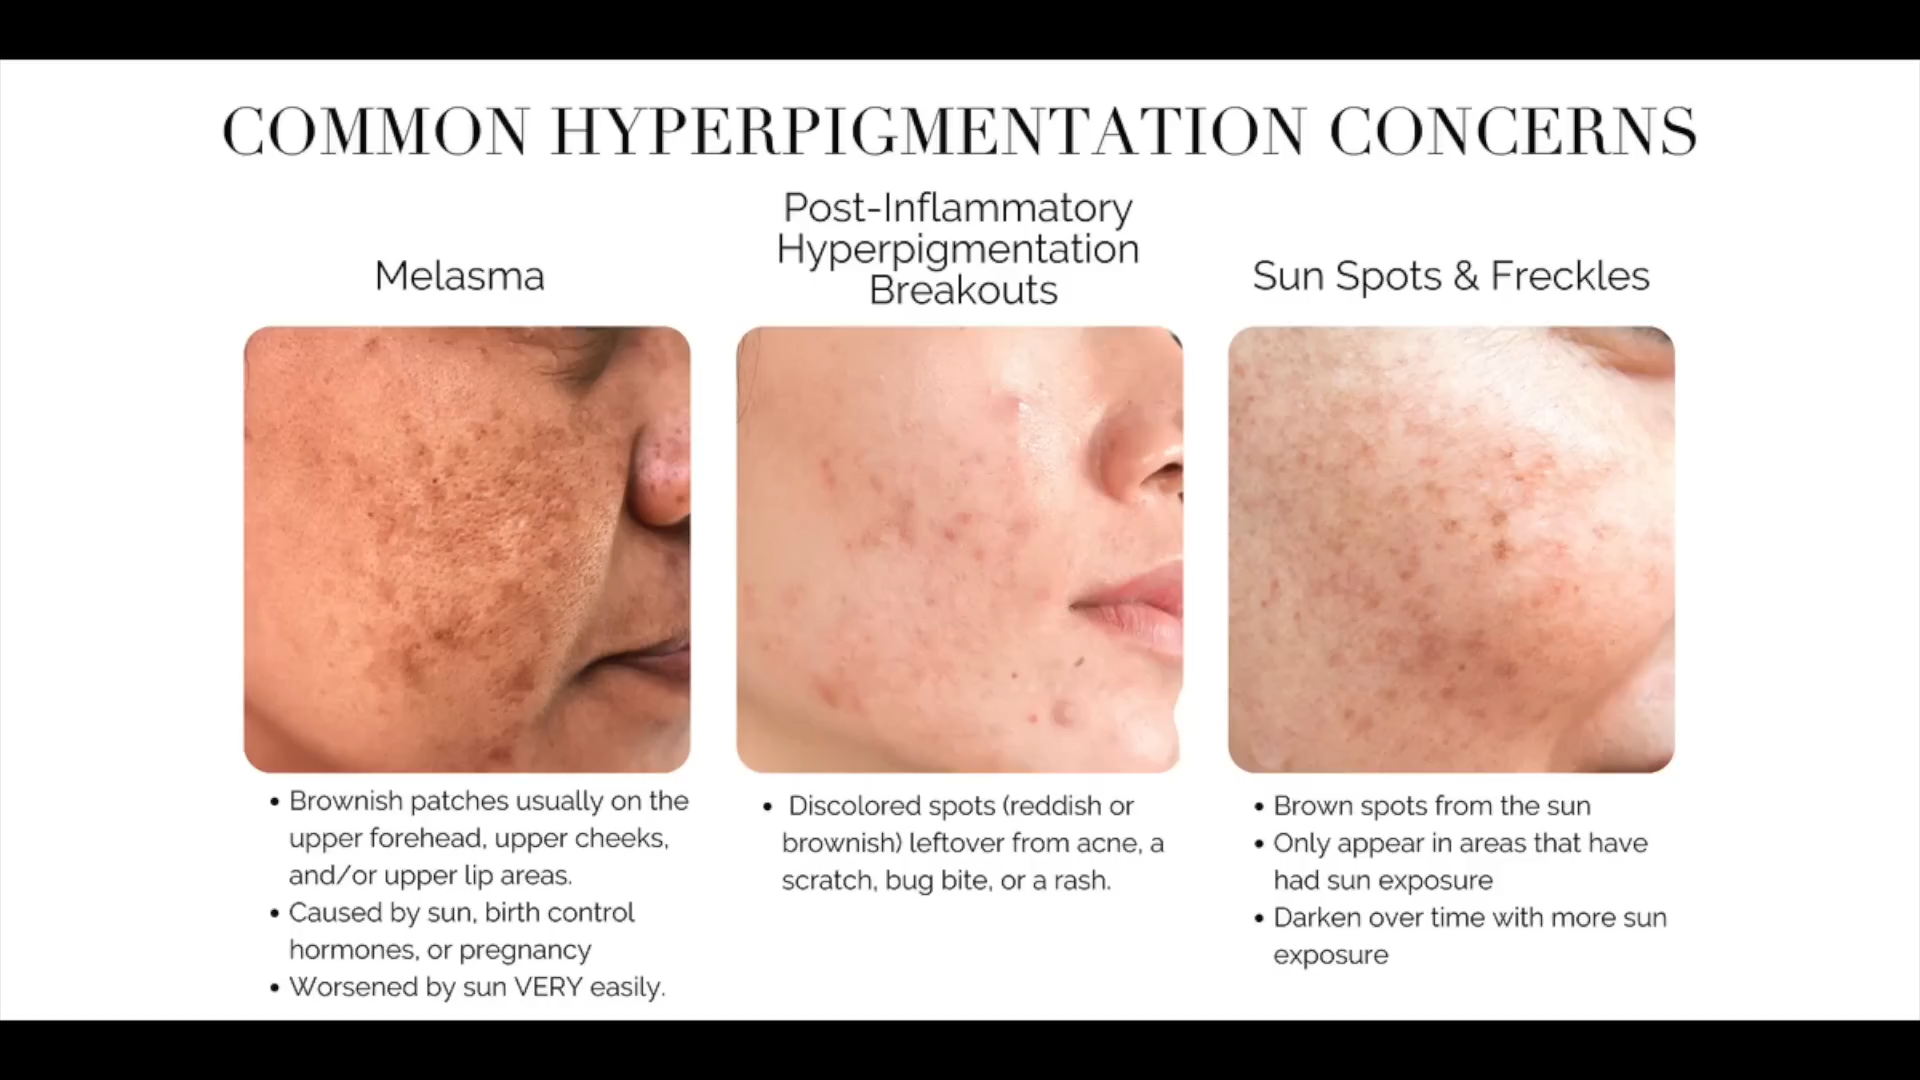 COMMON HYPERPIGMENTATION CONCERNS
Melasma
• Brownish patches usually on the
upper forehead, upper cheeks,
and/or upper lip areas.
• Caused by sun, birth control
hormones, or pregnancy
• Worsened by sun VERY easily.
Post-Inflammatory
Hyperpigmentation
Breakouts
• Discolored spots (reddish or
brownish) leftover from acne, a
scratch, bug bite, or a rash.
Sun Spots & Freckles
• Brown spots from the sun
• Only appear in areas that have
had sun exposure
• Darken over time with more sun
exposure